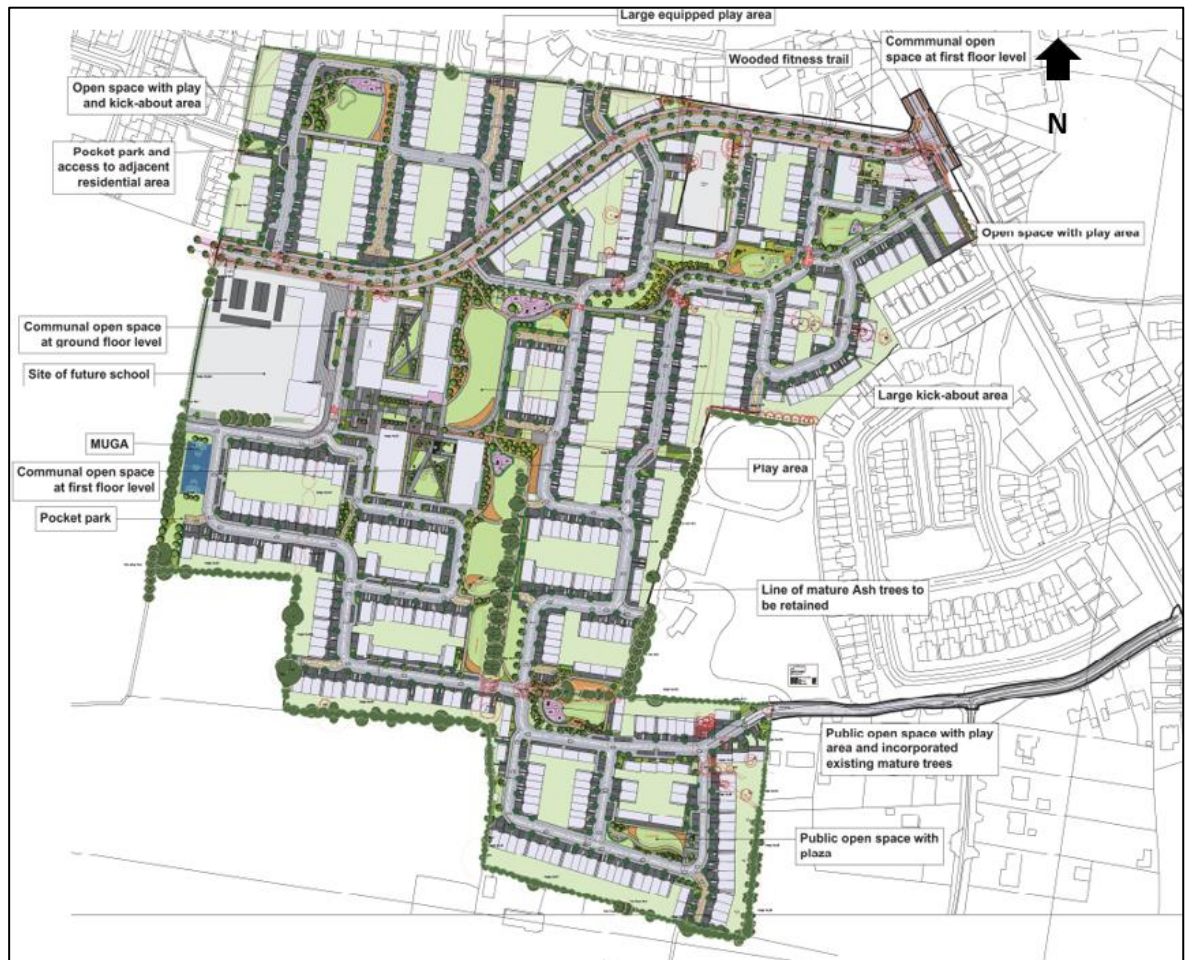 Large equipped play area
Commmunal open
space at first floor level
Wooded fitness trail
N
Open space with play
and kick-about area
Pocket park and
access to adjacent
residential area
Open space with play area
Communal open space
at ground floor level
Site of future school
Large kick-about area
MUGA
Communal open space
at first floor level
Play area
Pocket park
Line of mature Ash trees to
be retained
Public open space with play
area and incorporated
existing mature trees
Public open space with
plaza